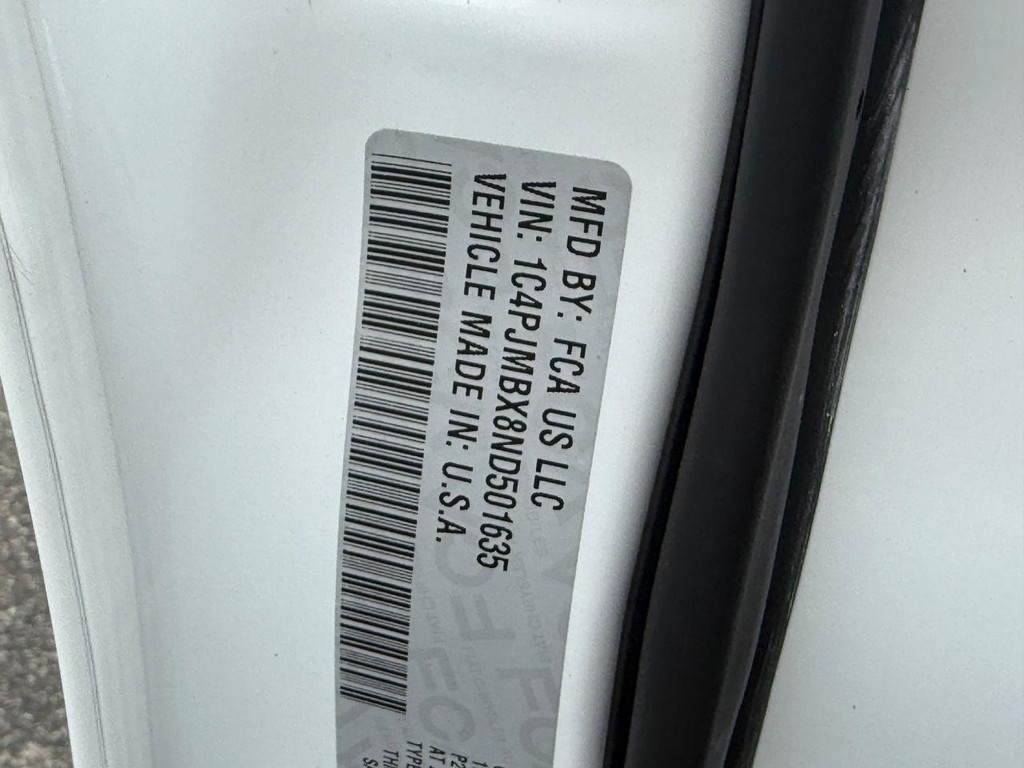 MFD BY: FCA US LLC
VIN: 1C4PJMBX8ND501635
VEHICLE MADE IN: U.S.A.